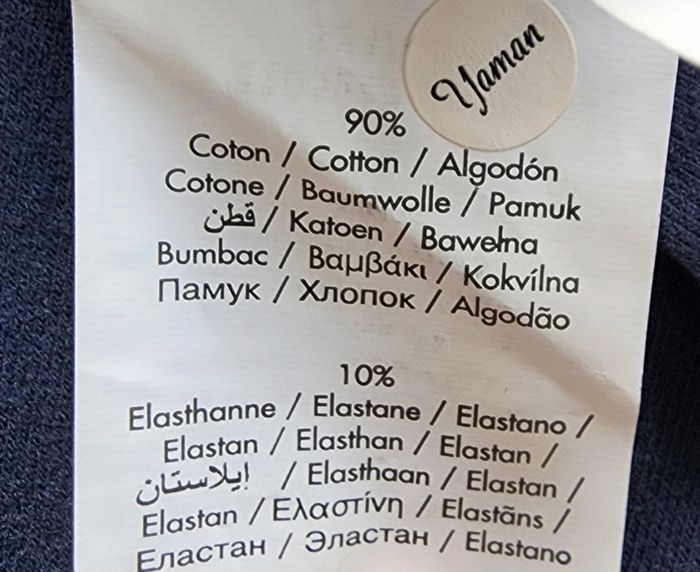 Yaman
90%
Coton / Cotton / Algodón
Cotone / Baumwolle / Pamuk
قطن / Katoen / Bawełna
Bumbac / Βαμβάκι / Kokvílna
Памук / Хлопок / Algodão
10%
Elasthanne / Elastane / Elastano /
Elastan / Elasthan / Elastan /
إيلاستان / Elasthaan / Elastan /
Elastan / Ελαστίνη / Elastãns /
Еластан / Эластан / Elastano